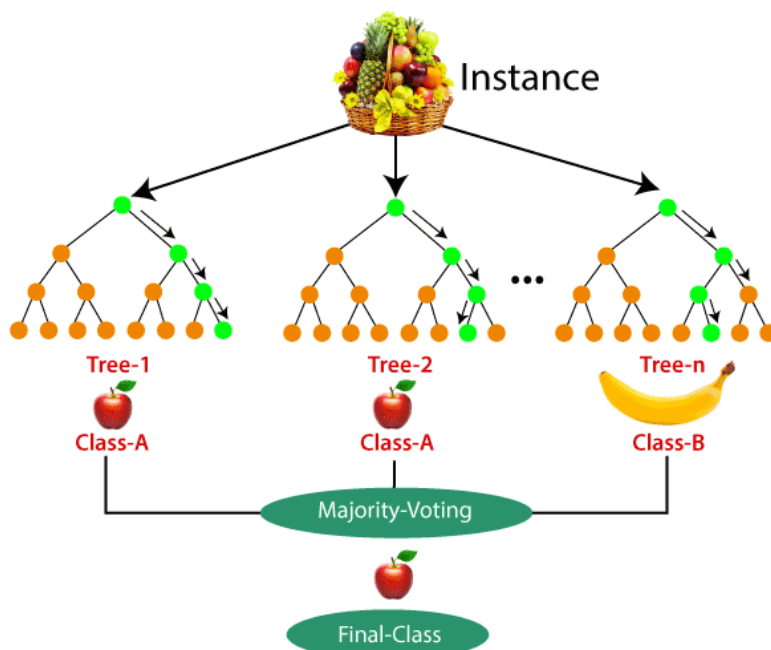 Instance
Tree-1
Tree-2
Tree-n
Class-A
Class-A
Class-B
Majority-Voting
Final-Class